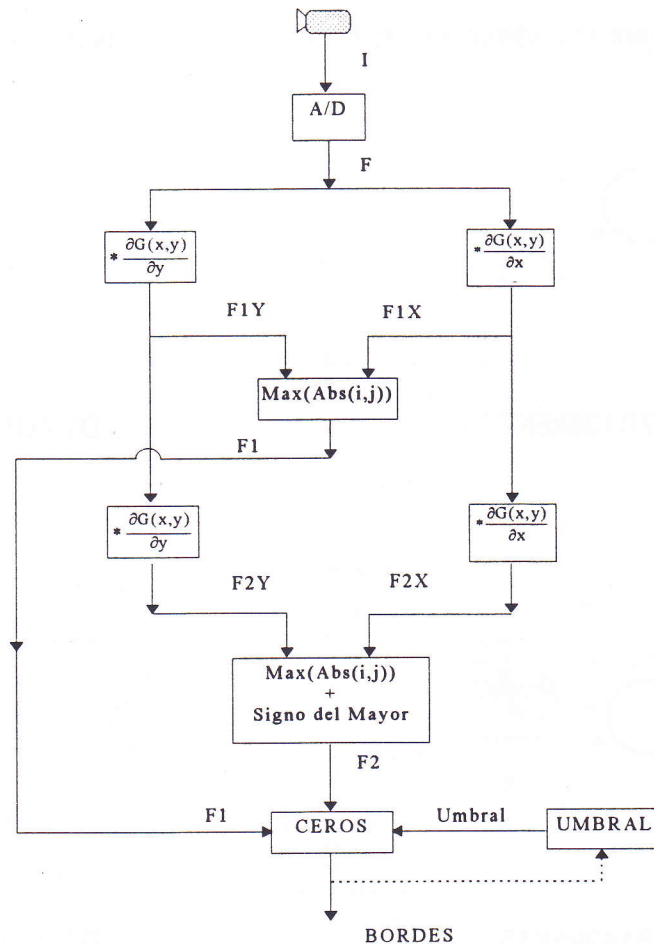 I
A/D
F
* ∂G(x,y)
∂y
* ∂G(x,y)
∂x
F1Y
F1X
Max(Abs(i,j))
F1
* ∂G(x,y)
∂y
* ∂G(x,y)
∂x
F2Y
F2X
Max(Abs(i,j))
+
Signo del Mayor
F2
F1
CEROS
Umbral
UMBRAL
BORDES